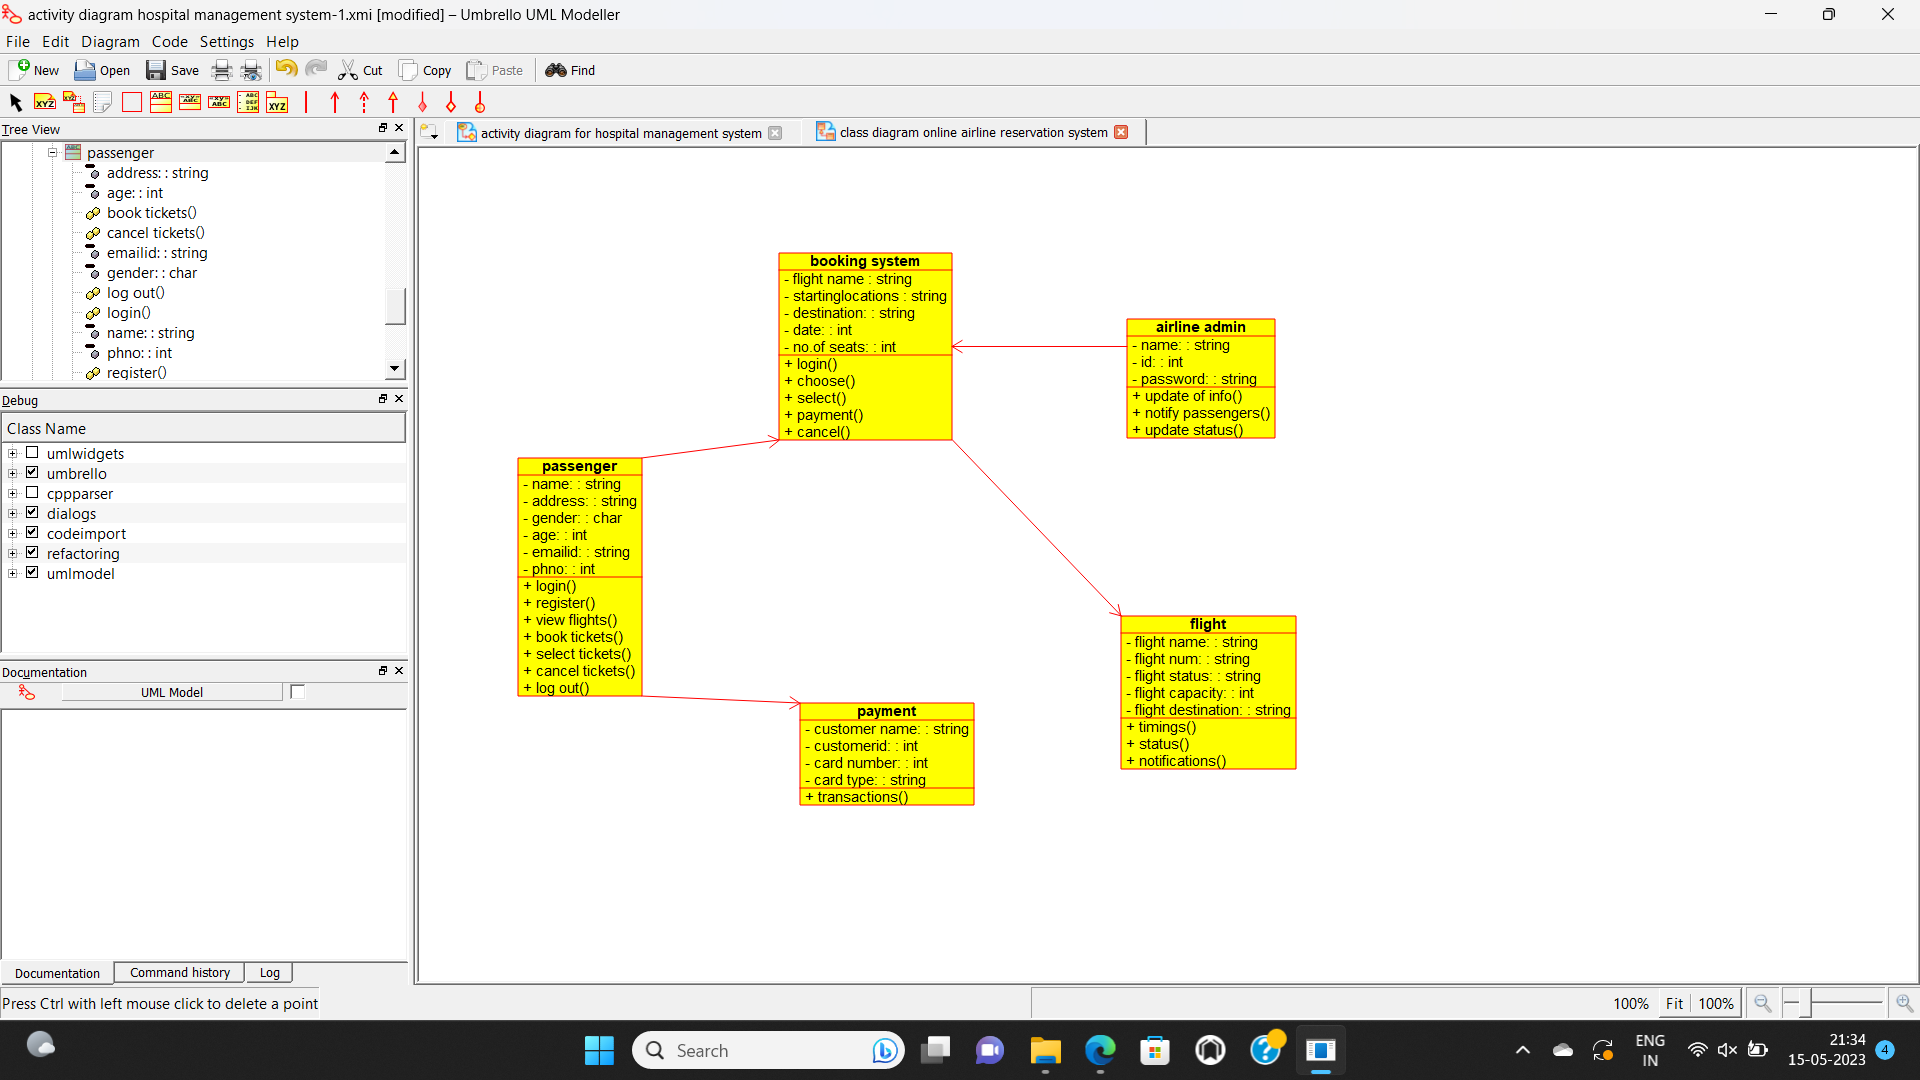 activity diagram hospital management system-1.xmi [modified] – Umbrello UML Modeller
File Edit Diagram Code Settings Help
New Open Save Cut Copy Paste Find
XYZ XYZ ABC ABC ABC ABC DEF IJK XYZ
Tree View
activity diagram for hospital management system
class diagram online airline reservation system
passenger
address: : string
age: : int
book tickets()
cancel tickets()
emailid: : string
gender: : char
log out()
login()
name: : string
phno: : int
register()
Debug
Class Name
umlwidgets
umbrello
cppparser
dialogs
codeimport
refactoring
umlmodel
Documentation
UML Model
Documentation Command history Log
Press Ctrl with left mouse click to delete a point
booking system
- flight name : string
- startinglocations : string
- destination: : string
- date: : int
- no.of seats: : int
+ login()
+ choose()
+ select()
+ payment()
+ cancel()
airline admin
- name: : string
- id: : int
- password: : string
+ update of info()
+ notify passengers()
+ update status()
passenger
- name: : string
- address: : string
- gender: : char
- age: : int
- emailid: : string
- phno: : int
+ login()
+ register()
+ view flights()
+ book tickets()
+ select tickets()
+ cancel tickets()
+ log out()
flight
- flight name: : string
- flight num: : string
- flight status: : string
- flight capacity: : int
- flight destination: : string
+ timings()
+ status()
+ notifications()
payment
- customer name: : string
- customerid: : int
- card number: : int
- card type: : string
+ transactions()
100% Fit 100%
Search
ENG
IN
21:34
15-05-2023
4